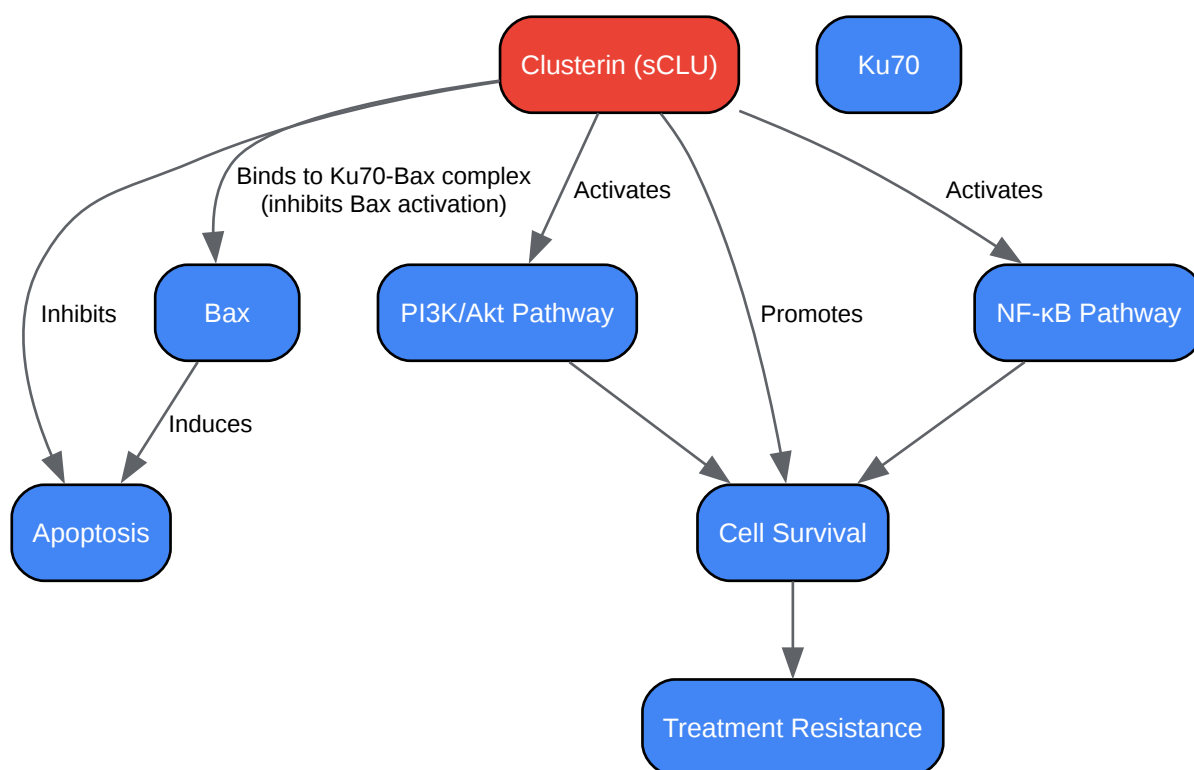 Clusterin (sCLU)
Ku70
Binds to Ku70-Bax complex
(inhibits Bax activation)
Activates
Activates
Inhibits
Bax
PI3K/Akt Pathway
Promotes
NF-κB Pathway
Induces
Apoptosis
Cell Survival
Treatment Resistance